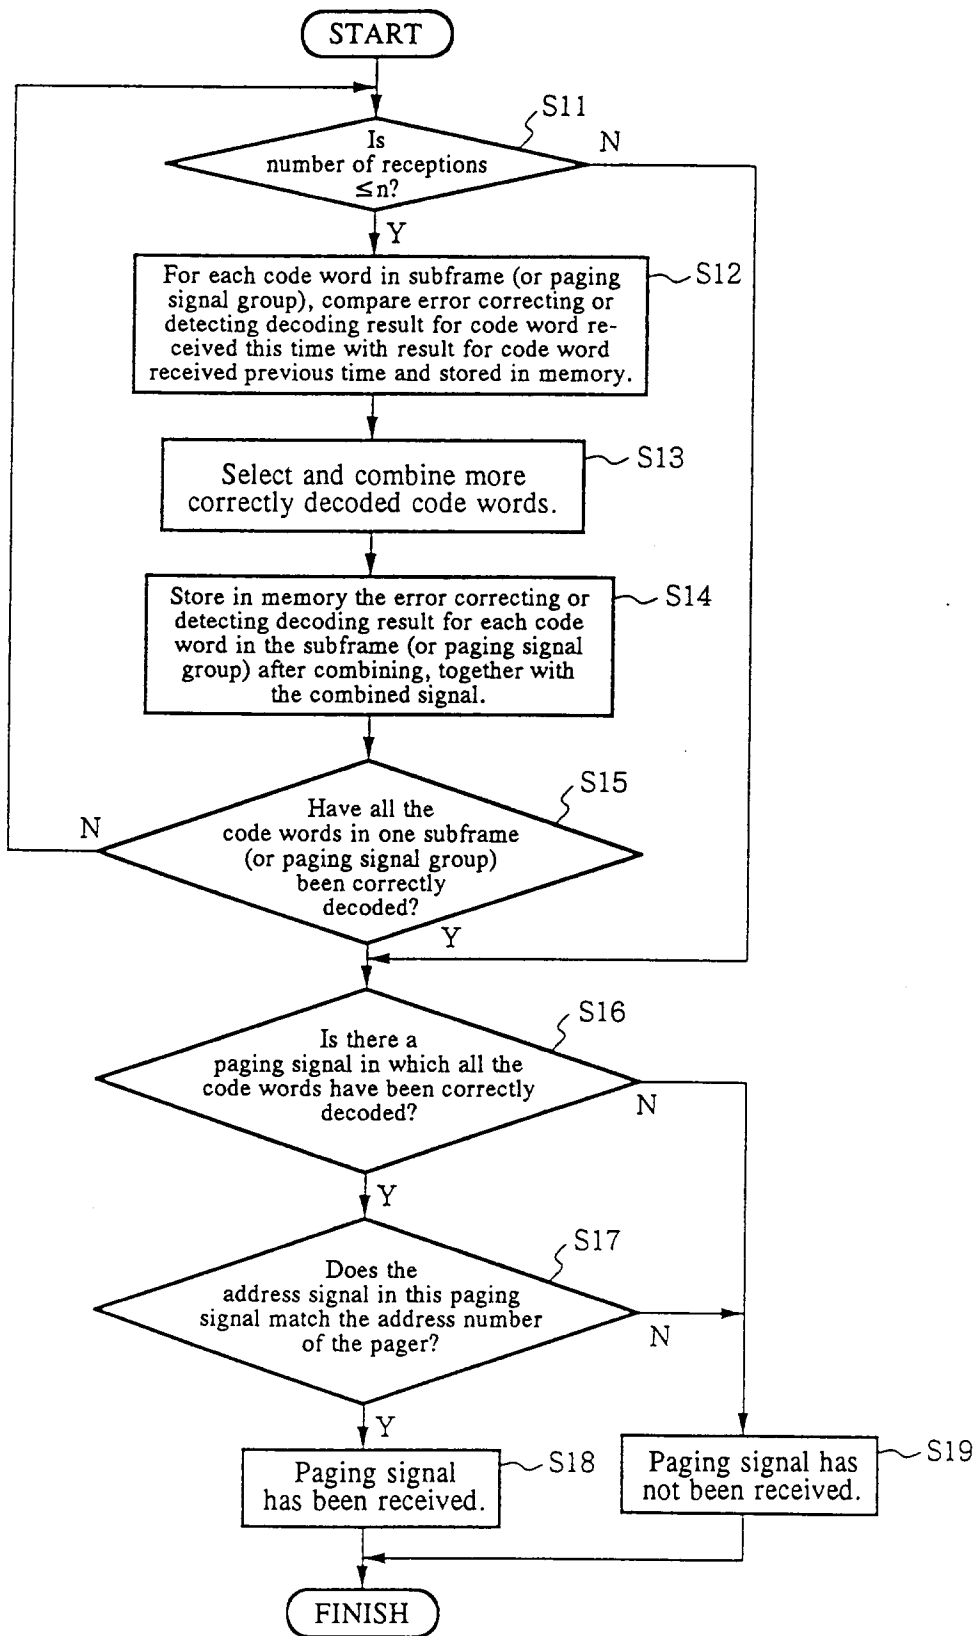 START
S11
Is
number of receptions
≤n?
N
Y
S12
For each code word in subframe (or paging
signal group), compare error correcting or
detecting decoding result for code word re-
ceived this time with result for code word
received previous time and stored in memory.
S13
Select and combine more
correctly decoded code words.
S14
Store in memory the error correcting or
detecting decoding result for each code
word in the subframe (or paging signal
group) after combining, together with
the combined signal.
S15
Have all the
code words in one subframe
(or paging signal group)
been correctly
decoded?
N
Y
S16
Is there a
paging signal in which all the
code words have been correctly
decoded?
N
Y
S17
Does the
address signal in this paging
signal match the address number
of the pager?
N
Y
S18
Paging signal
has been received.
S19
Paging signal has
not been received.
FINISH